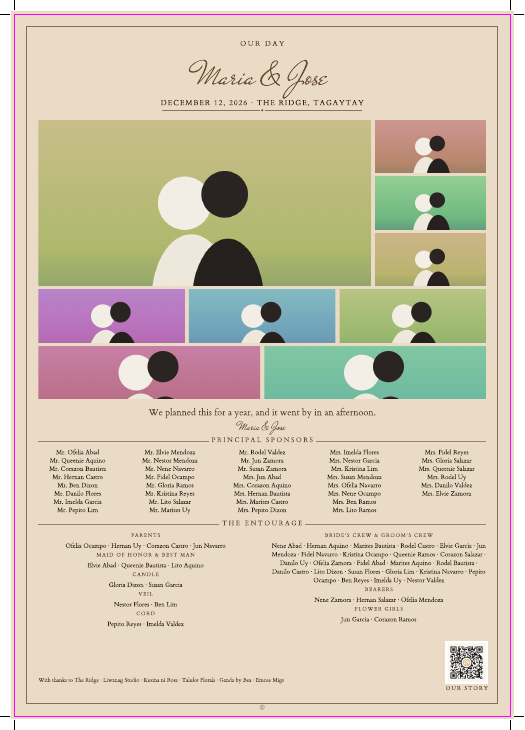 OUR DAY
Maria & Jose
DECEMBER 12, 2026 · THE RIDGE, TAGAYTAY
We planned this for a year, and it went by in an afternoon.
Maria & Jose
PRINCIPAL SPONSORS
Mr. Ofelia Abad
Mr. Queenie Aquino
Mr. Corazon Bautista
Mr. Hernan Castro
Mr. Ben Dizon
Mr. Danilo Flores
Mr. Imelda Garcia
Mr. Pepito Lim
Mr. Elvie Mendoza
Mr. Nestor Mendoza
Mr. Nene Navarro
Mr. Fidel Ocampo
Mr. Gloria Ramos
Mr. Kristina Reyes
Mr. Lito Salazar
Mr. Marites Uy
Mr. Rodel Valdez
Mr. Jun Zamora
Mr. Susan Zamora
Mrs. Jun Abad
Mrs. Corazon Aquino
Mrs. Hernan Bautista
Mrs. Marites Castro
Mrs. Pepito Dizon
Mrs. Imelda Flores
Mrs. Nestor Garcia
Mrs. Kristina Lim
Mrs. Susan Mendoza
Mrs. Ofelia Navarro
Mrs. Nene Ocampo
Mrs. Ben Ramos
Mrs. Lito Ramos
Mrs. Fidel Reyes
Mrs. Gloria Salazar
Mrs. Queenie Salazar
Mrs. Rodel Uy
Mrs. Danilo Valdez
Mrs. Elvie Zamora
THE ENTOURAGE
PARENTS
Ofelia Ocampo · Hernan Uy · Corazon Castro · Jun Navarro
MAID OF HONOR & BEST MAN
Elvie Abad · Queenie Bautista · Lito Aquino
CANDLE
Gloria Dizon · Susan Garcia
VEIL
Nestor Flores · Ben Lim
CORD
Pepito Reyes · Imelda Valdez
BRIDE'S CREW & GROOM'S CREW
Nene Abad · Hernan Aquino · Marites Bautista · Rodel Castro · Elvie Garcia · Jun
Mendoza · Fidel Navarro · Kristina Ocampo · Queenie Ramos · Corazon Salazar ·
Danilo Uy · Ofelia Zamora · Fidel Abad · Marites Aquino · Rodel Bautista ·
Danilo Castro · Lito Dizon · Susan Flores · Gloria Lim · Kristina Navarro · Pepito
Ocampo · Ben Reyes · Imelda Uy · Nestor Valdez
BEARERS
Nene Zamora · Hernan Salazar · Ofelia Mendoza
FLOWER GIRLS
Jun Garcia · Corazon Ramos
With thanks to The Ridge · Liwanag Studio · Kusina ni Rosa · Tala Florals · Ganda by Ben · Emcee Migs
OUR STORY